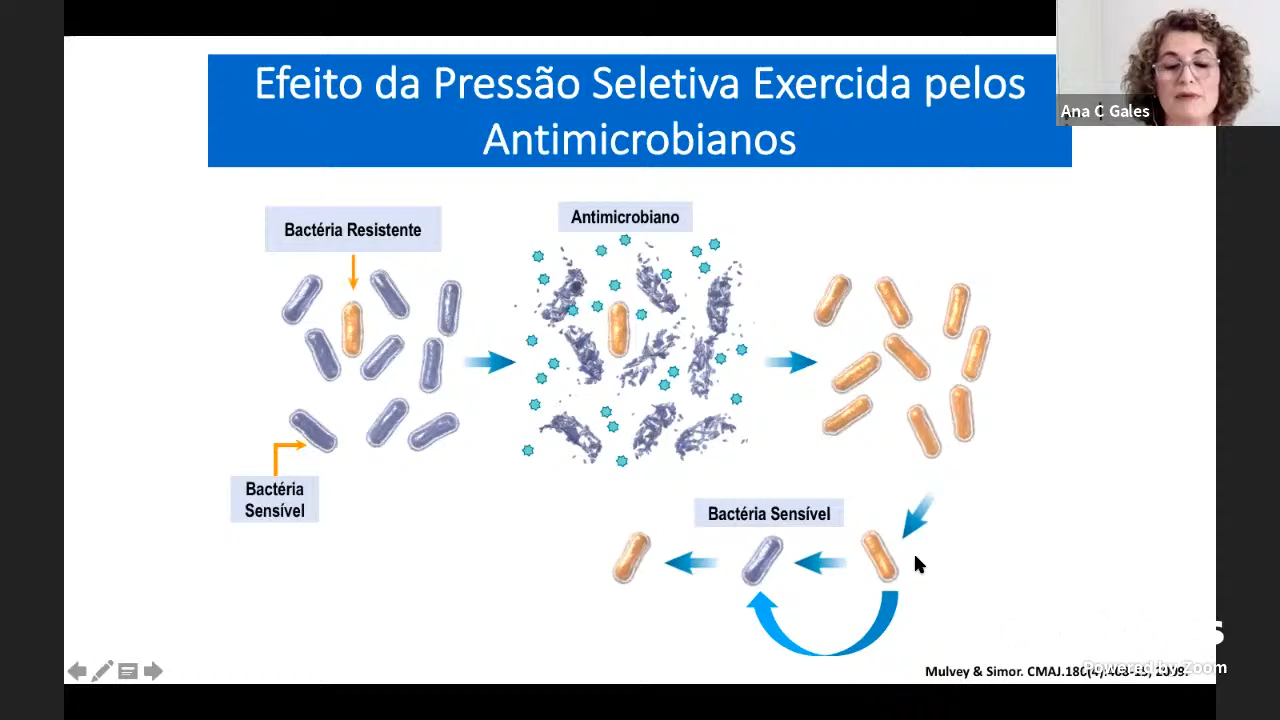 Efeito da Pressão Seletiva Exercida pelos
Antimicrobianos
Ana C Gales
Bactéria Resistente
Antimicrobiano
Bactéria
Sensível
Bactéria Sensível
Mulvey & Simor. CMAJ.
Powered by Zoom